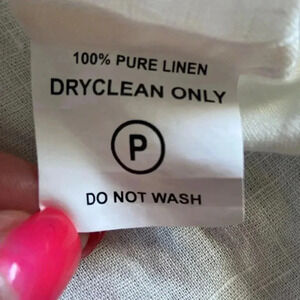 100% PURE LINEN
DRYCLEAN ONLY
P
DO NOT WASH